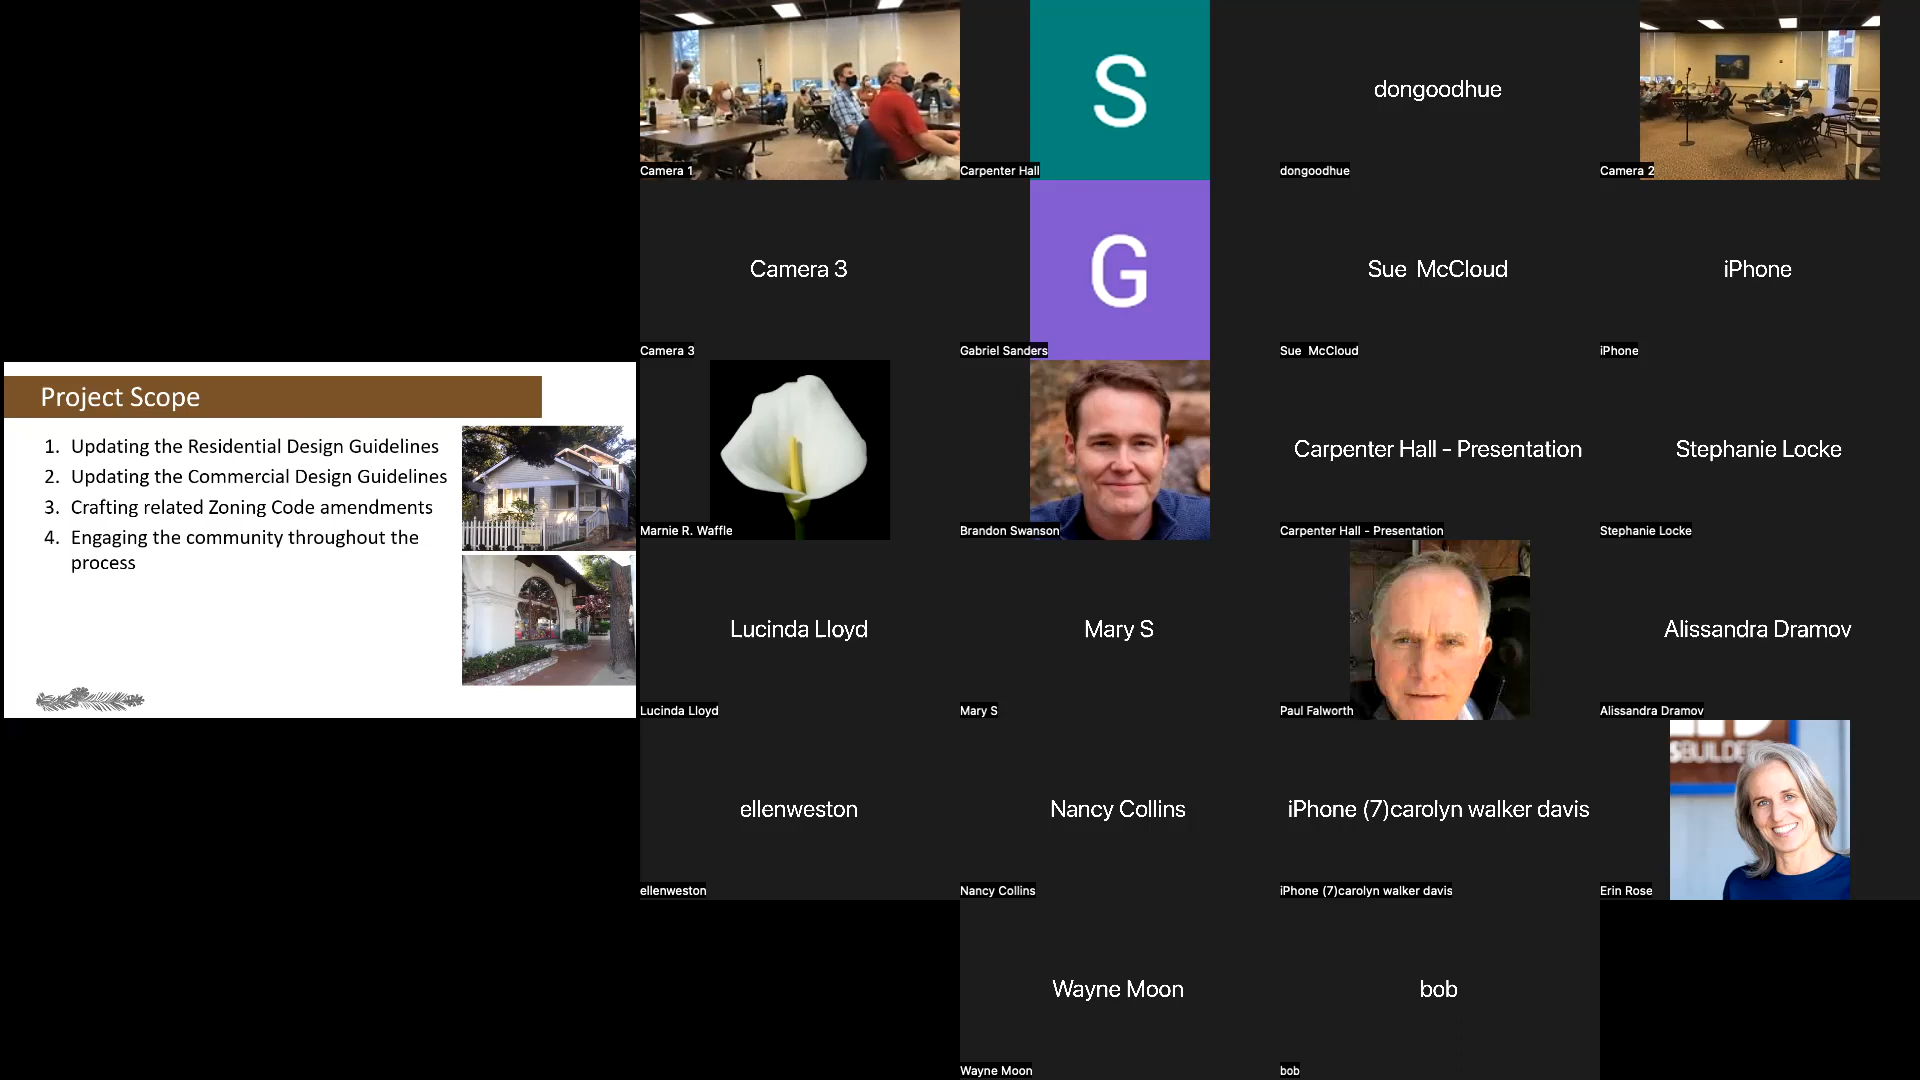 Project Scope
1. Updating the Residential Design Guidelines
2. Updating the Commercial Design Guidelines
3. Crafting related Zoning Code amendments
4. Engaging the community throughout the
process
Camera 1
S
Carpenter Hall
dongoodhue
dongoodhue
Camera 2
Camera 3
Camera 3
G
Gabriel Sanders
Sue McCloud
Sue McCloud
iPhone
iPhone
Marnie R. Waffle
Brandon Swanson
Carpenter Hall - Presentation
Carpenter Hall - Presentation
Stephanie Locke
Stephanie Locke
Lucinda Lloyd
Lucinda Lloyd
Mary S
Mary S
Paul Falworth
Alissandra Dramov
Alissandra Dramov
ellenweston
ellenweston
Nancy Collins
Nancy Collins
iPhone (7)carolyn walker davis
iPhone (7)carolyn walker davis
Erin Rose
Wayne Moon
Wayne Moon
bob
bob